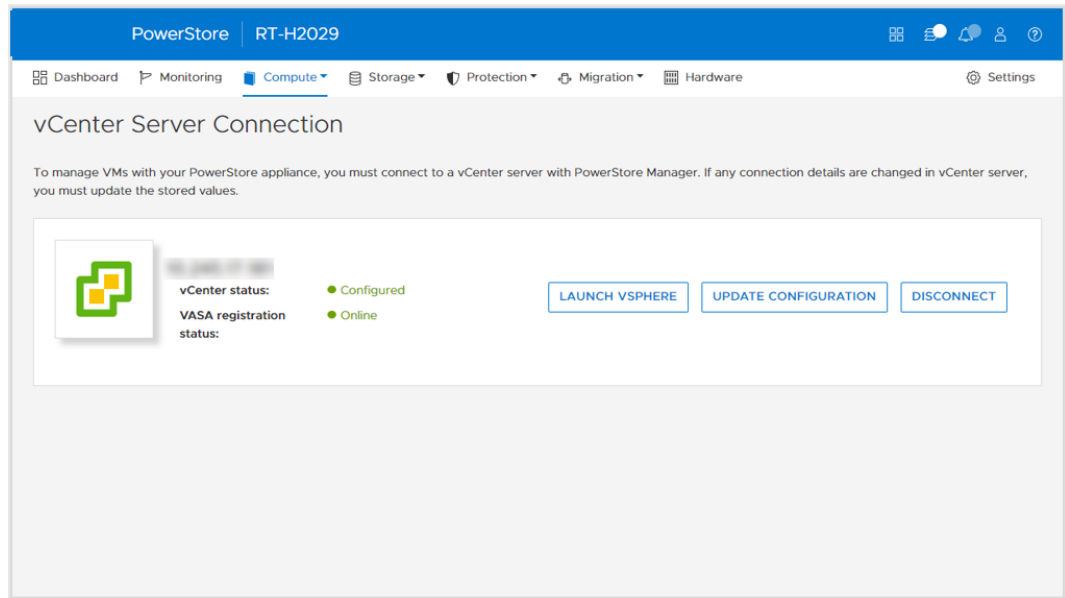 PowerStore RT-H2029
Dashboard Monitoring Compute Storage Protection Migration Hardware Settings
vCenter Server Connection
To manage VMs with your PowerStore appliance, you must connect to a vCenter server with PowerStore Manager. If any connection details are changed in vCenter server,
you must update the stored values.
vCenter status: Configured
LAUNCH VSPHERE UPDATE CONFIGURATION DISCONNECT
VASA registration Online
status: